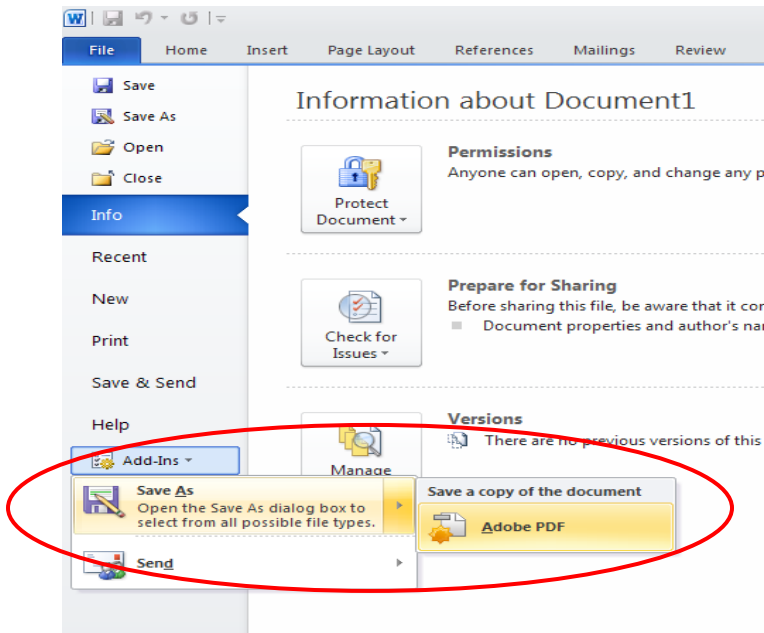 W
File Home Insert Page Layout References Mailings Review
Save
Save As
Open
Close
Info
Recent
New
Print
Save & Send
Help
Add-Ins
Information about Document1
Protect
Document
Permissions
Anyone can open, copy, and change any p
Check for
Issues
Prepare for Sharing
Before sharing this file, be aware that it con
Document properties and author's nar
Manage
Versions
There are no previous versions of this
Save As
Open the Save As dialog box to
select from all possible file types.
Send
Save a copy of the document
Adobe PDF